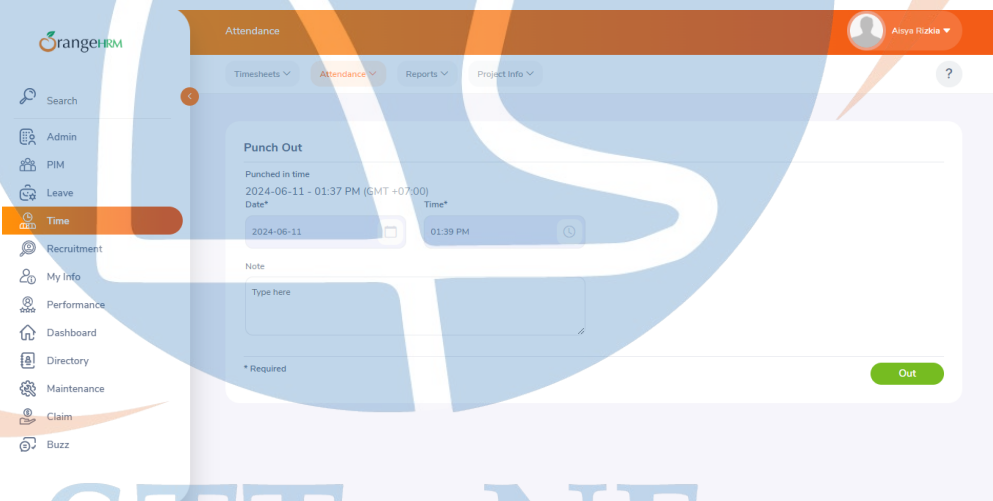 OrangeHRM
Attendance
Aisya Rizkia
Timesheets
Attendance
Reports
Project Info
?
Search
Admin
PIM
Leave
Time
Recruitment
My Info
Performance
Dashboard
Directory
Maintenance
Claim
Buzz
Punch Out
Punched in time
2024-06-11 - 01:37 PM (GMT +07:00)
Date*
Time*
2024-06-11
01:39 PM
Note
Type here
* Required
Out